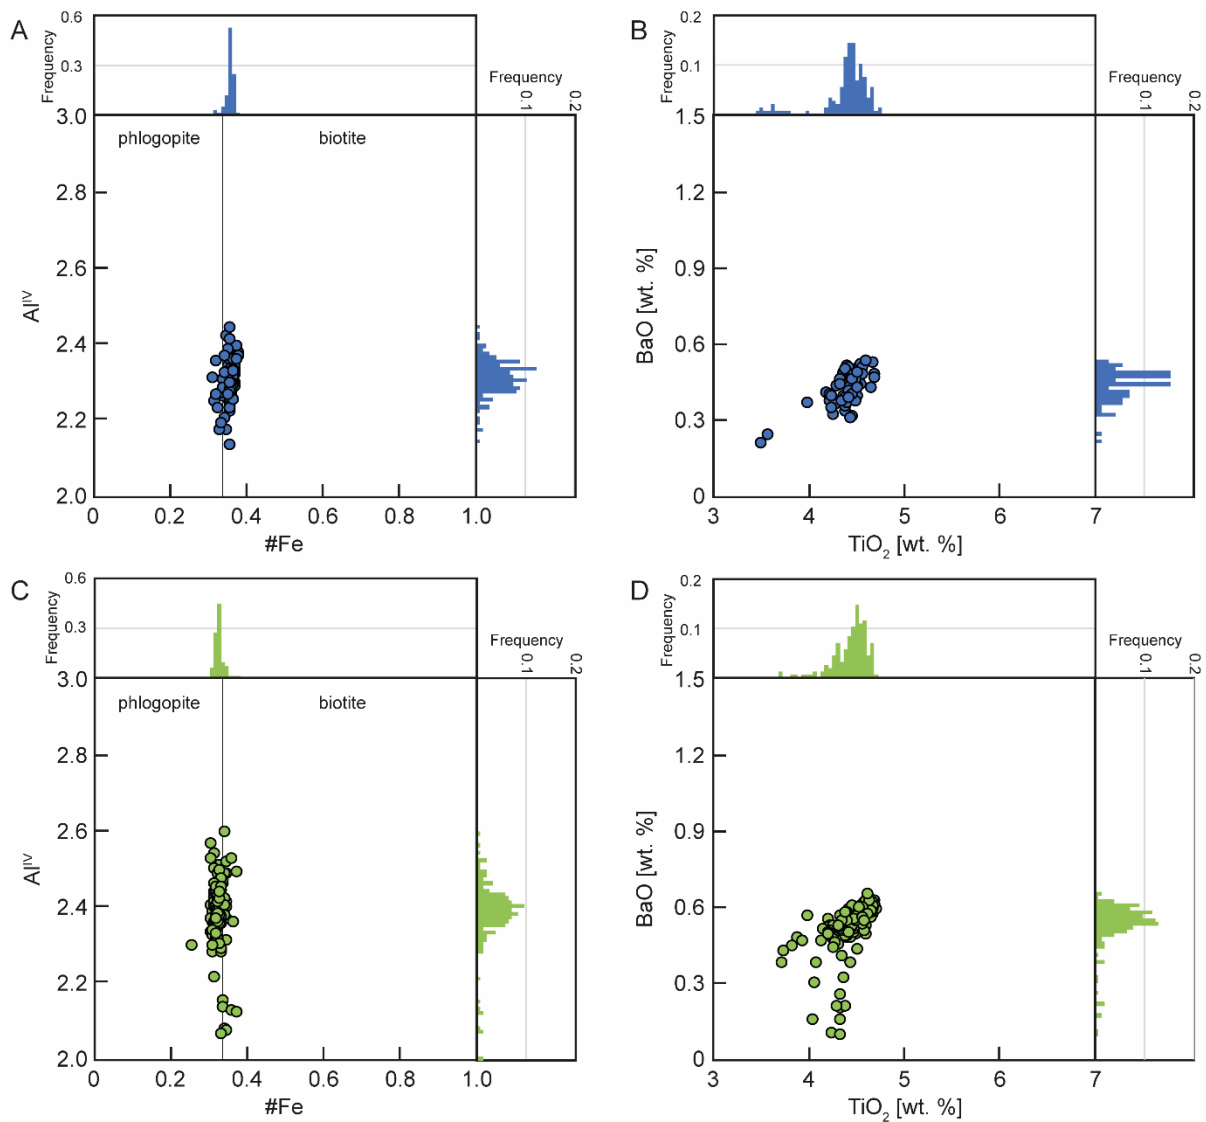 A
Frequency
0.6
0.3
3.0
Frequency
0.1
0.2
phlogopite
biotite
2.8
2.6
Al^IV
2.4
2.2
2.0
0
0.2
0.4
0.6
0.8
1.0
#Fe
B
Frequency
0.2
0.1
1.5
Frequency
0.1
0.2
1.2
0.9
BaO [wt. %]
0.6
0.3
0
3
4
5
6
7
TiO₂ [wt. %]
C
Frequency
0.6
0.3
3.0
Frequency
0.1
0.2
phlogopite
biotite
2.8
2.6
Al^IV
2.4
2.2
2.0
0
0.2
0.4
0.6
0.8
1.0
#Fe
D
Frequency
0.2
0.1
1.5
Frequency
0.1
0.2
1.2
0.9
BaO [wt. %]
0.6
0.3
0
3
4
5
6
7
TiO₂ [wt. %]